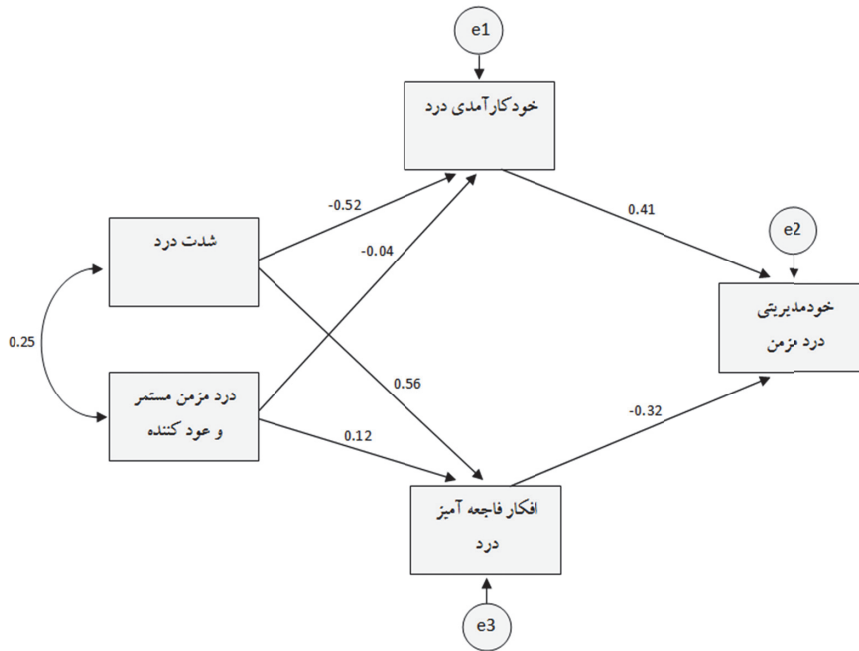 e1
خودکارآمدی درد
-0.52
0.41
e2
شدت درد
-0.04
خودمدیریتی
درد مزمن
0.25
درد مزمن مستمر
و عود کننده
0.56
-0.32
0.12
افکار فاجعه آمیز
درد
e3